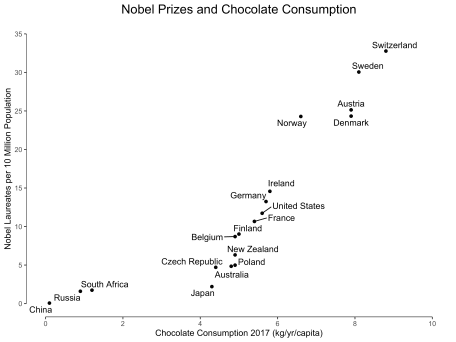 Nobel Prizes and Chocolate Consumption
35
Switzerland
30
Sweden
25
Austria
Norway
Denmark
20
15
Ireland
Germany
United States
10
France
Finland
Belgium
New Zealand
5
Czech Republic
Poland
Australia
South Africa
Japan
Russia
0
China
0
2
4
6
8
10
Nobel Laureates per 10 Million Population
Chocolate Consumption 2017 (kg/yr/capita)